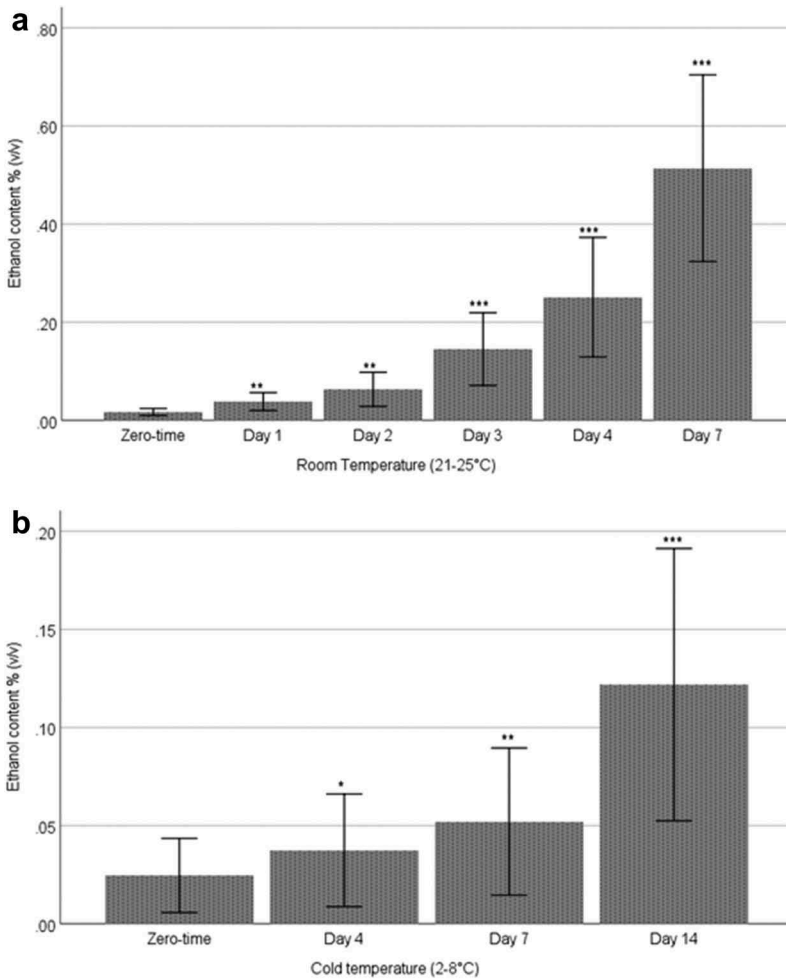 a
.80
.60
.40
.20
.00
Ethanol content % (v/v)
**
**
***
***
***
Zero-time Day 1 Day 2 Day 3 Day 4 Day 7
Room Temperature (21-25°C)
b
.20
.15
.10
.05
.00
Ethanol content % (v/v)
*
**
***
Zero-time Day 4 Day 7 Day 14
Cold temperature (2-8°C)